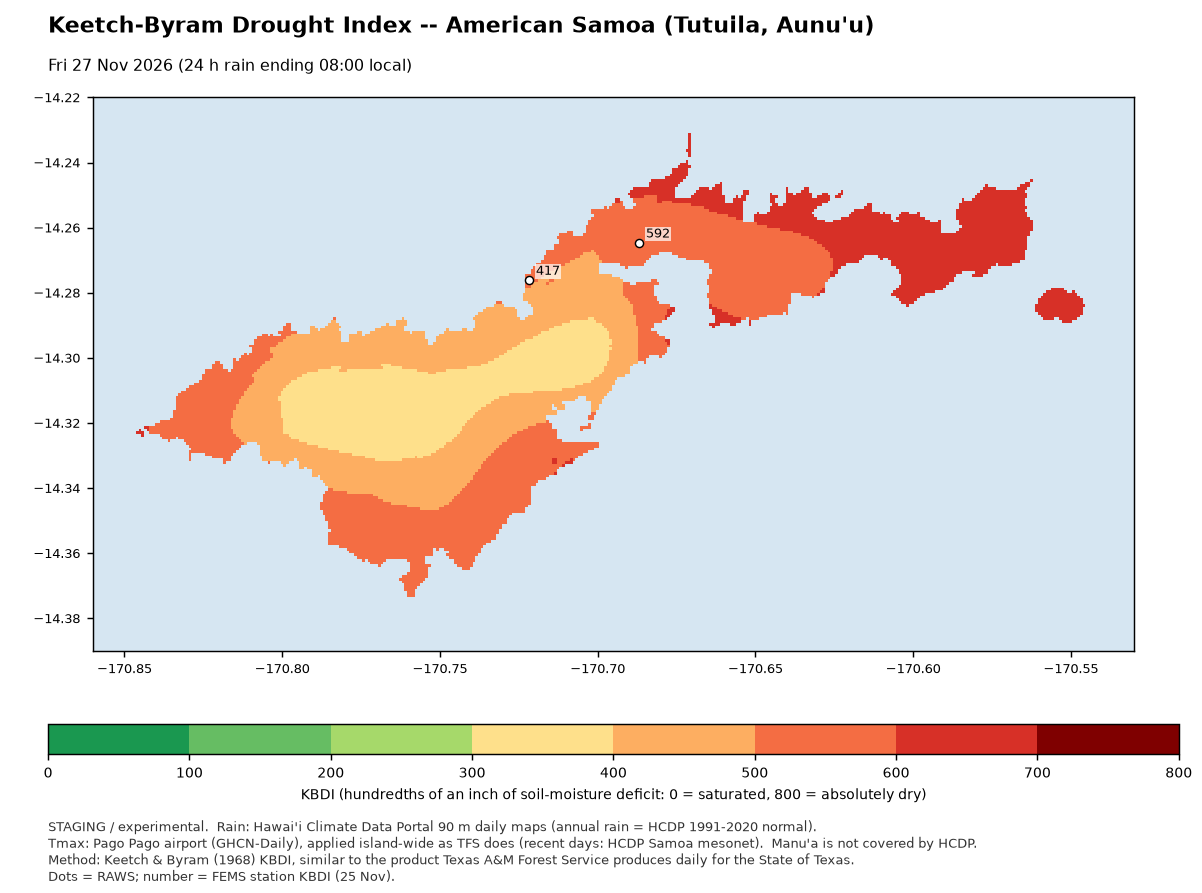 Keetch-Byram Drought Index -- American Samoa (Tutuila, Aunu'u)
Fri 27 Nov 2026 (24 h rain ending 08:00 local)
−14.22
−14.24
−14.26
−14.28
−14.30
−14.32
−14.34
−14.36
−14.38
592
417
−170.85 −170.80 −170.75 −170.70 −170.65 −170.60 −170.55
0 100 200 300 400 500 600 700 800
KBDI (hundredths of an inch of soil-moisture deficit: 0 = saturated, 800 = absolutely dry)
STAGING / experimental.  Rain: Hawai'i Climate Data Portal 90 m daily maps (annual rain = HCDP 1991-2020 normal).
Tmax: Pago Pago airport (GHCN-Daily), applied island-wide as TFS does (recent days: HCDP Samoa mesonet).  Manu'a is not covered by HCDP.
Method: Keetch & Byram (1968) KBDI, similar to the product Texas A&M Forest Service produces daily for the State of Texas.
Dots = RAWS; number = FEMS station KBDI (25 Nov).